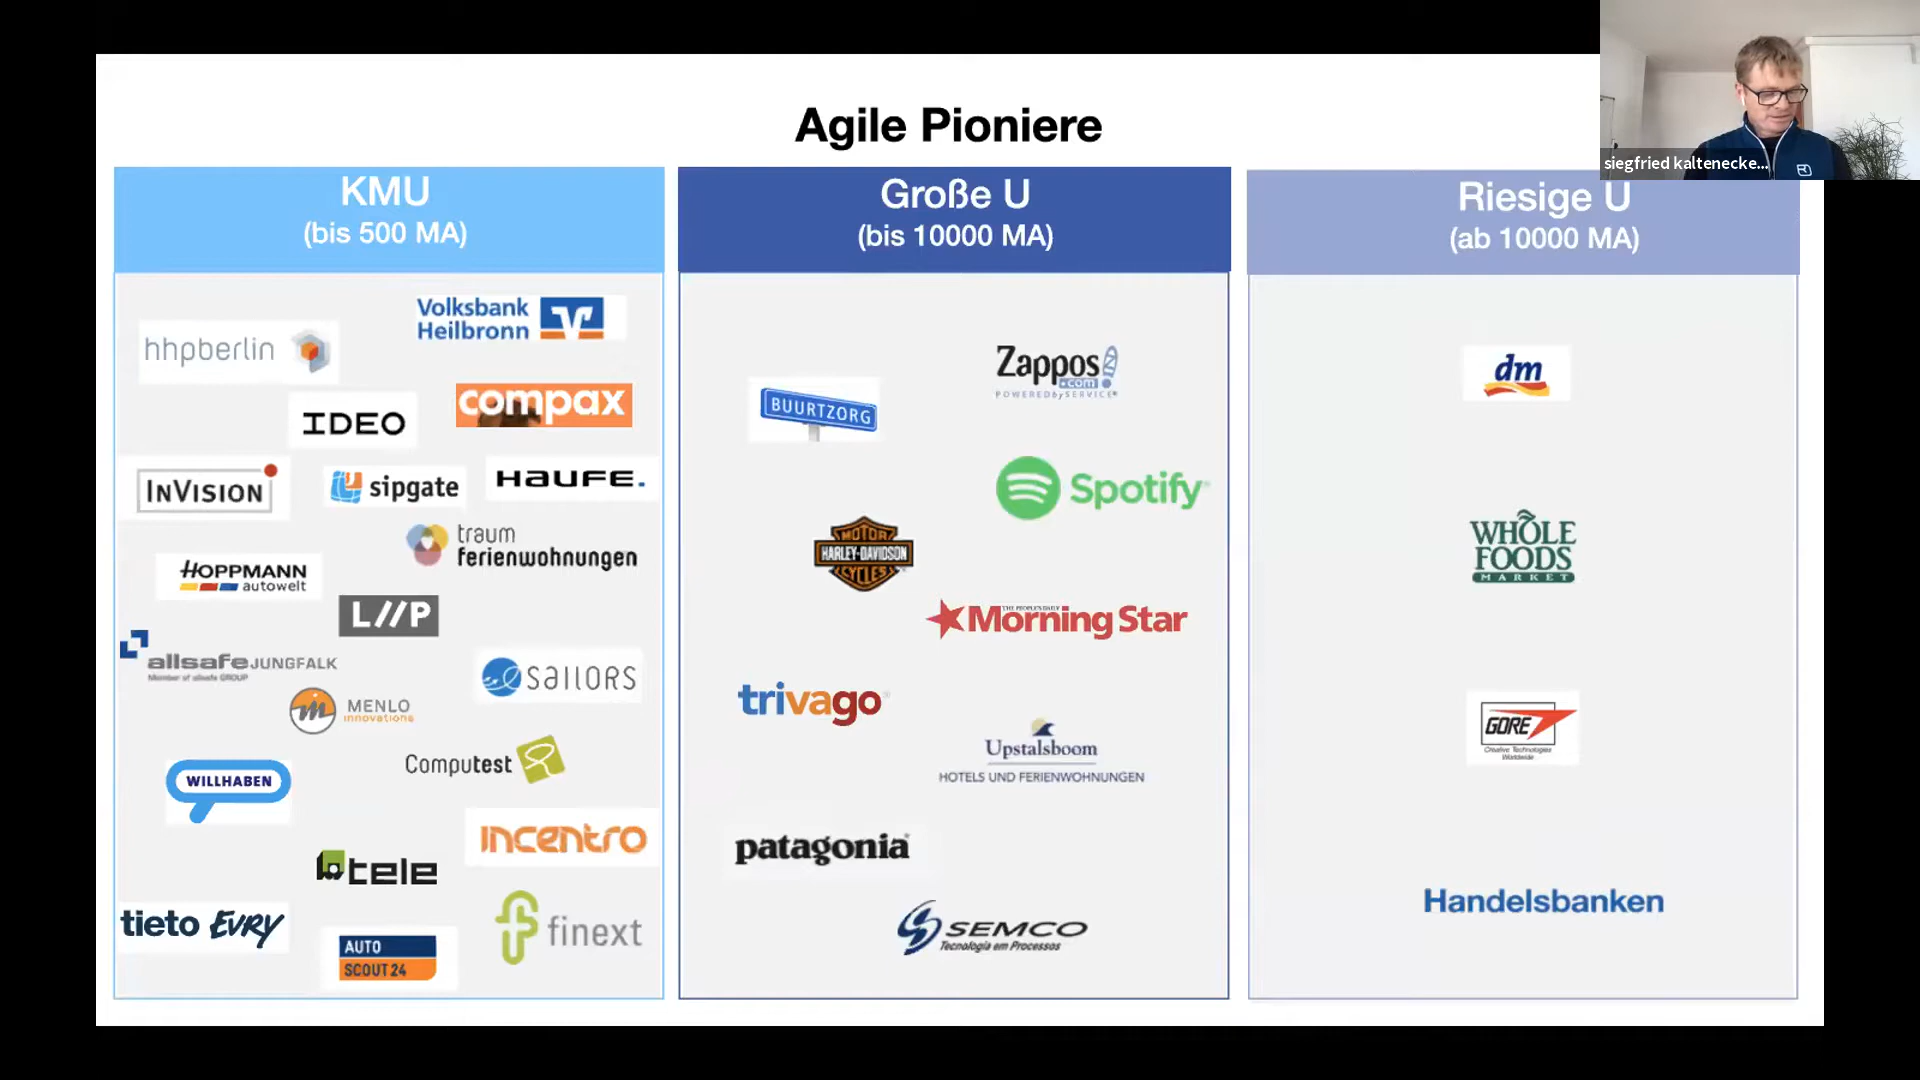 Agile Pioniere
siegfried kaltenecke...
KMU
(bis 500 MA)
Große U
(bis 10000 MA)
Riesige U
(ab 10000 MA)
hhpberlin
Volksbank
Heilbronn
IDEO
compax
INVISION
sipgate
HAUFE.
traum
ferienwohnungen
HOPPMANN
autowelt
L//P
allsafe JUNGFALK
Member of allsafe GROUP
SAILORS
MENLO
innovations
Computest
WILLHABEN
incentro
tele
tieto EVRY
AUTO
SCOUT 24
finext
Zappos
.com
POWERED by SERVICE®
BUURTZORG
Spotify®
MOTOR
HARLEY-DAVIDSON
CYCLES
THE PEOPLE'S DAILY
Morning Star
trivago
Upstalsboom
HOTELS UND FERIENWOHNUNGEN
patagonia®
SEMCO
Tecnologia em Processos
dm
WHOLE
FOODS
MARKET
GORE
Creative Technologies
Worldwide
Handelsbanken